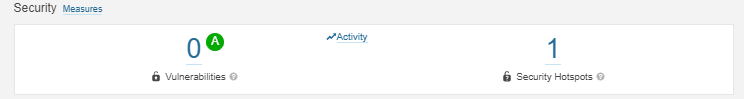 Security Measures
0 A Activity 1
Vulnerabilities ? Security Hotspots ?